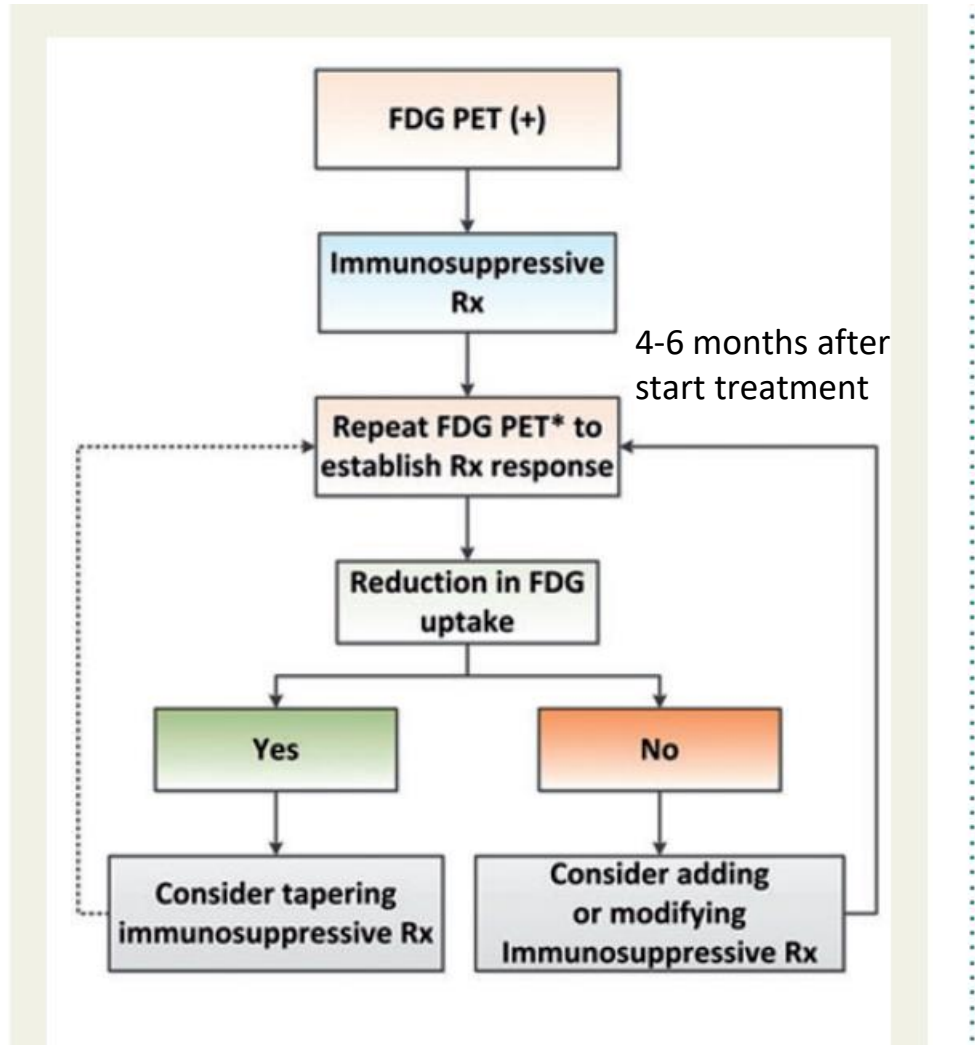 FDG PET (+)
Immunosuppressive
Rx
4-6 months after
start treatment
Repeat FDG PET* to
establish Rx response
Reduction in FDG
uptake
Yes
No
Consider tapering
immunosuppressive Rx
Consider adding
or modifying
Immunosuppressive Rx